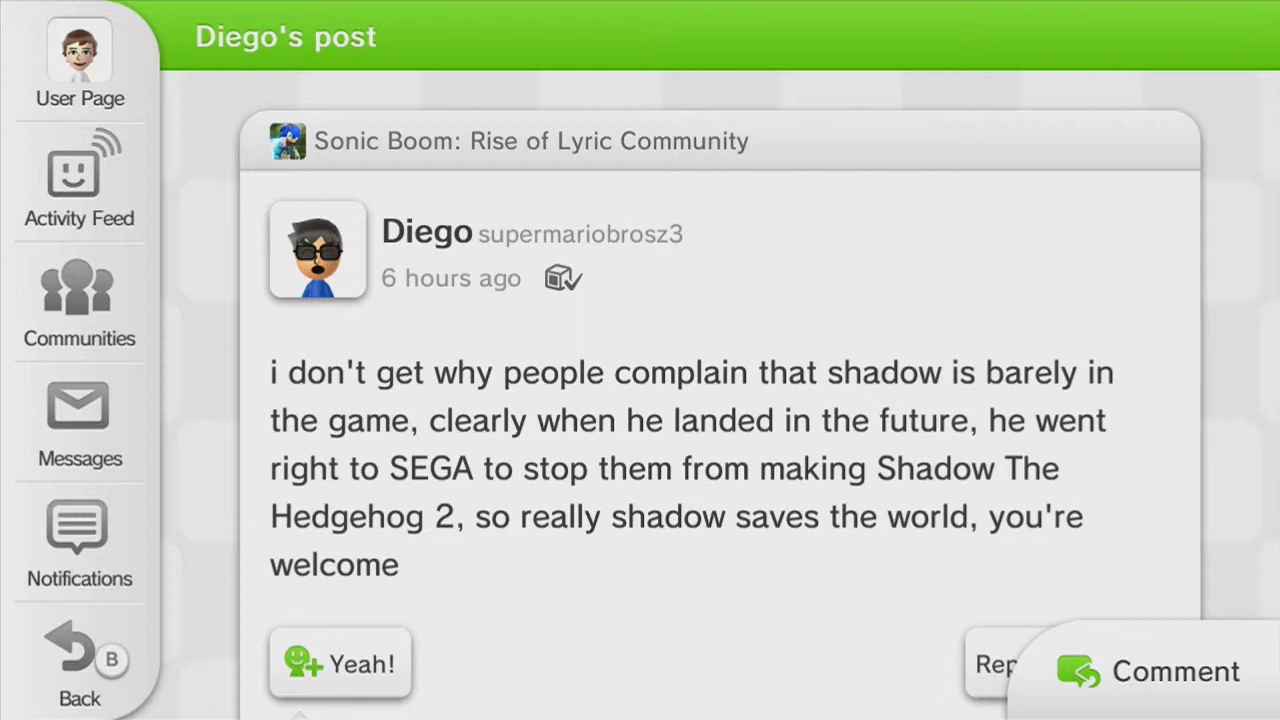 Diego's post
User Page
Activity Feed
Communities
Messages
Notifications
B
Back
Sonic Boom: Rise of Lyric Community
Diego supermariobrosz3
6 hours ago
i don't get why people complain that shadow is barely in
the game, clearly when he landed in the future, he went
right to SEGA to stop them from making Shadow The
Hedgehog 2, so really shadow saves the world, you're
welcome
Yeah!
Rep
Comment